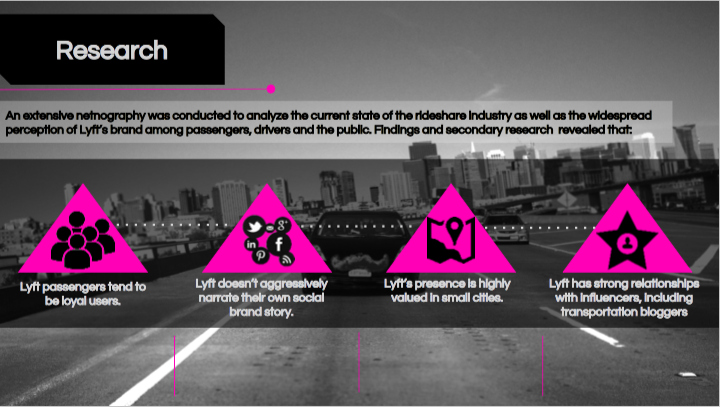 Research
An extensive netnography was conducted to analyze the current state of the rideshare industry as well as the widespread
perception of Lyft's brand among passengers, drivers and the public. Findings and secondary research revealed that:
Lyft passengers tend to
be loyal users.
Lyft doesn't aggressively
narrate their own social
brand story.
Lyft's presence is highly
valued in small cities.
Lyft has strong relationships
with influencers, including
transportation bloggers